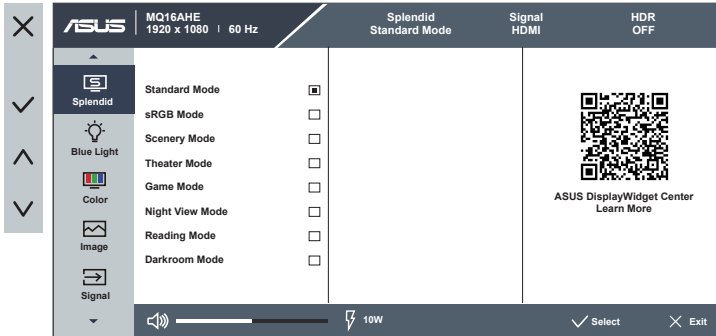 ASUS
MQ16AHE
1920 x 1080 | 60 Hz
Splendid
Standard Mode
Signal
HDMI
HDR
OFF
Splendid
Blue Light
Color
Image
Signal
Standard Mode
sRGB Mode
Scenery Mode
Theater Mode
Game Mode
Night View Mode
Reading Mode
Darkroom Mode
ASUS DisplayWidget Center
Learn More
10W
Select
Exit